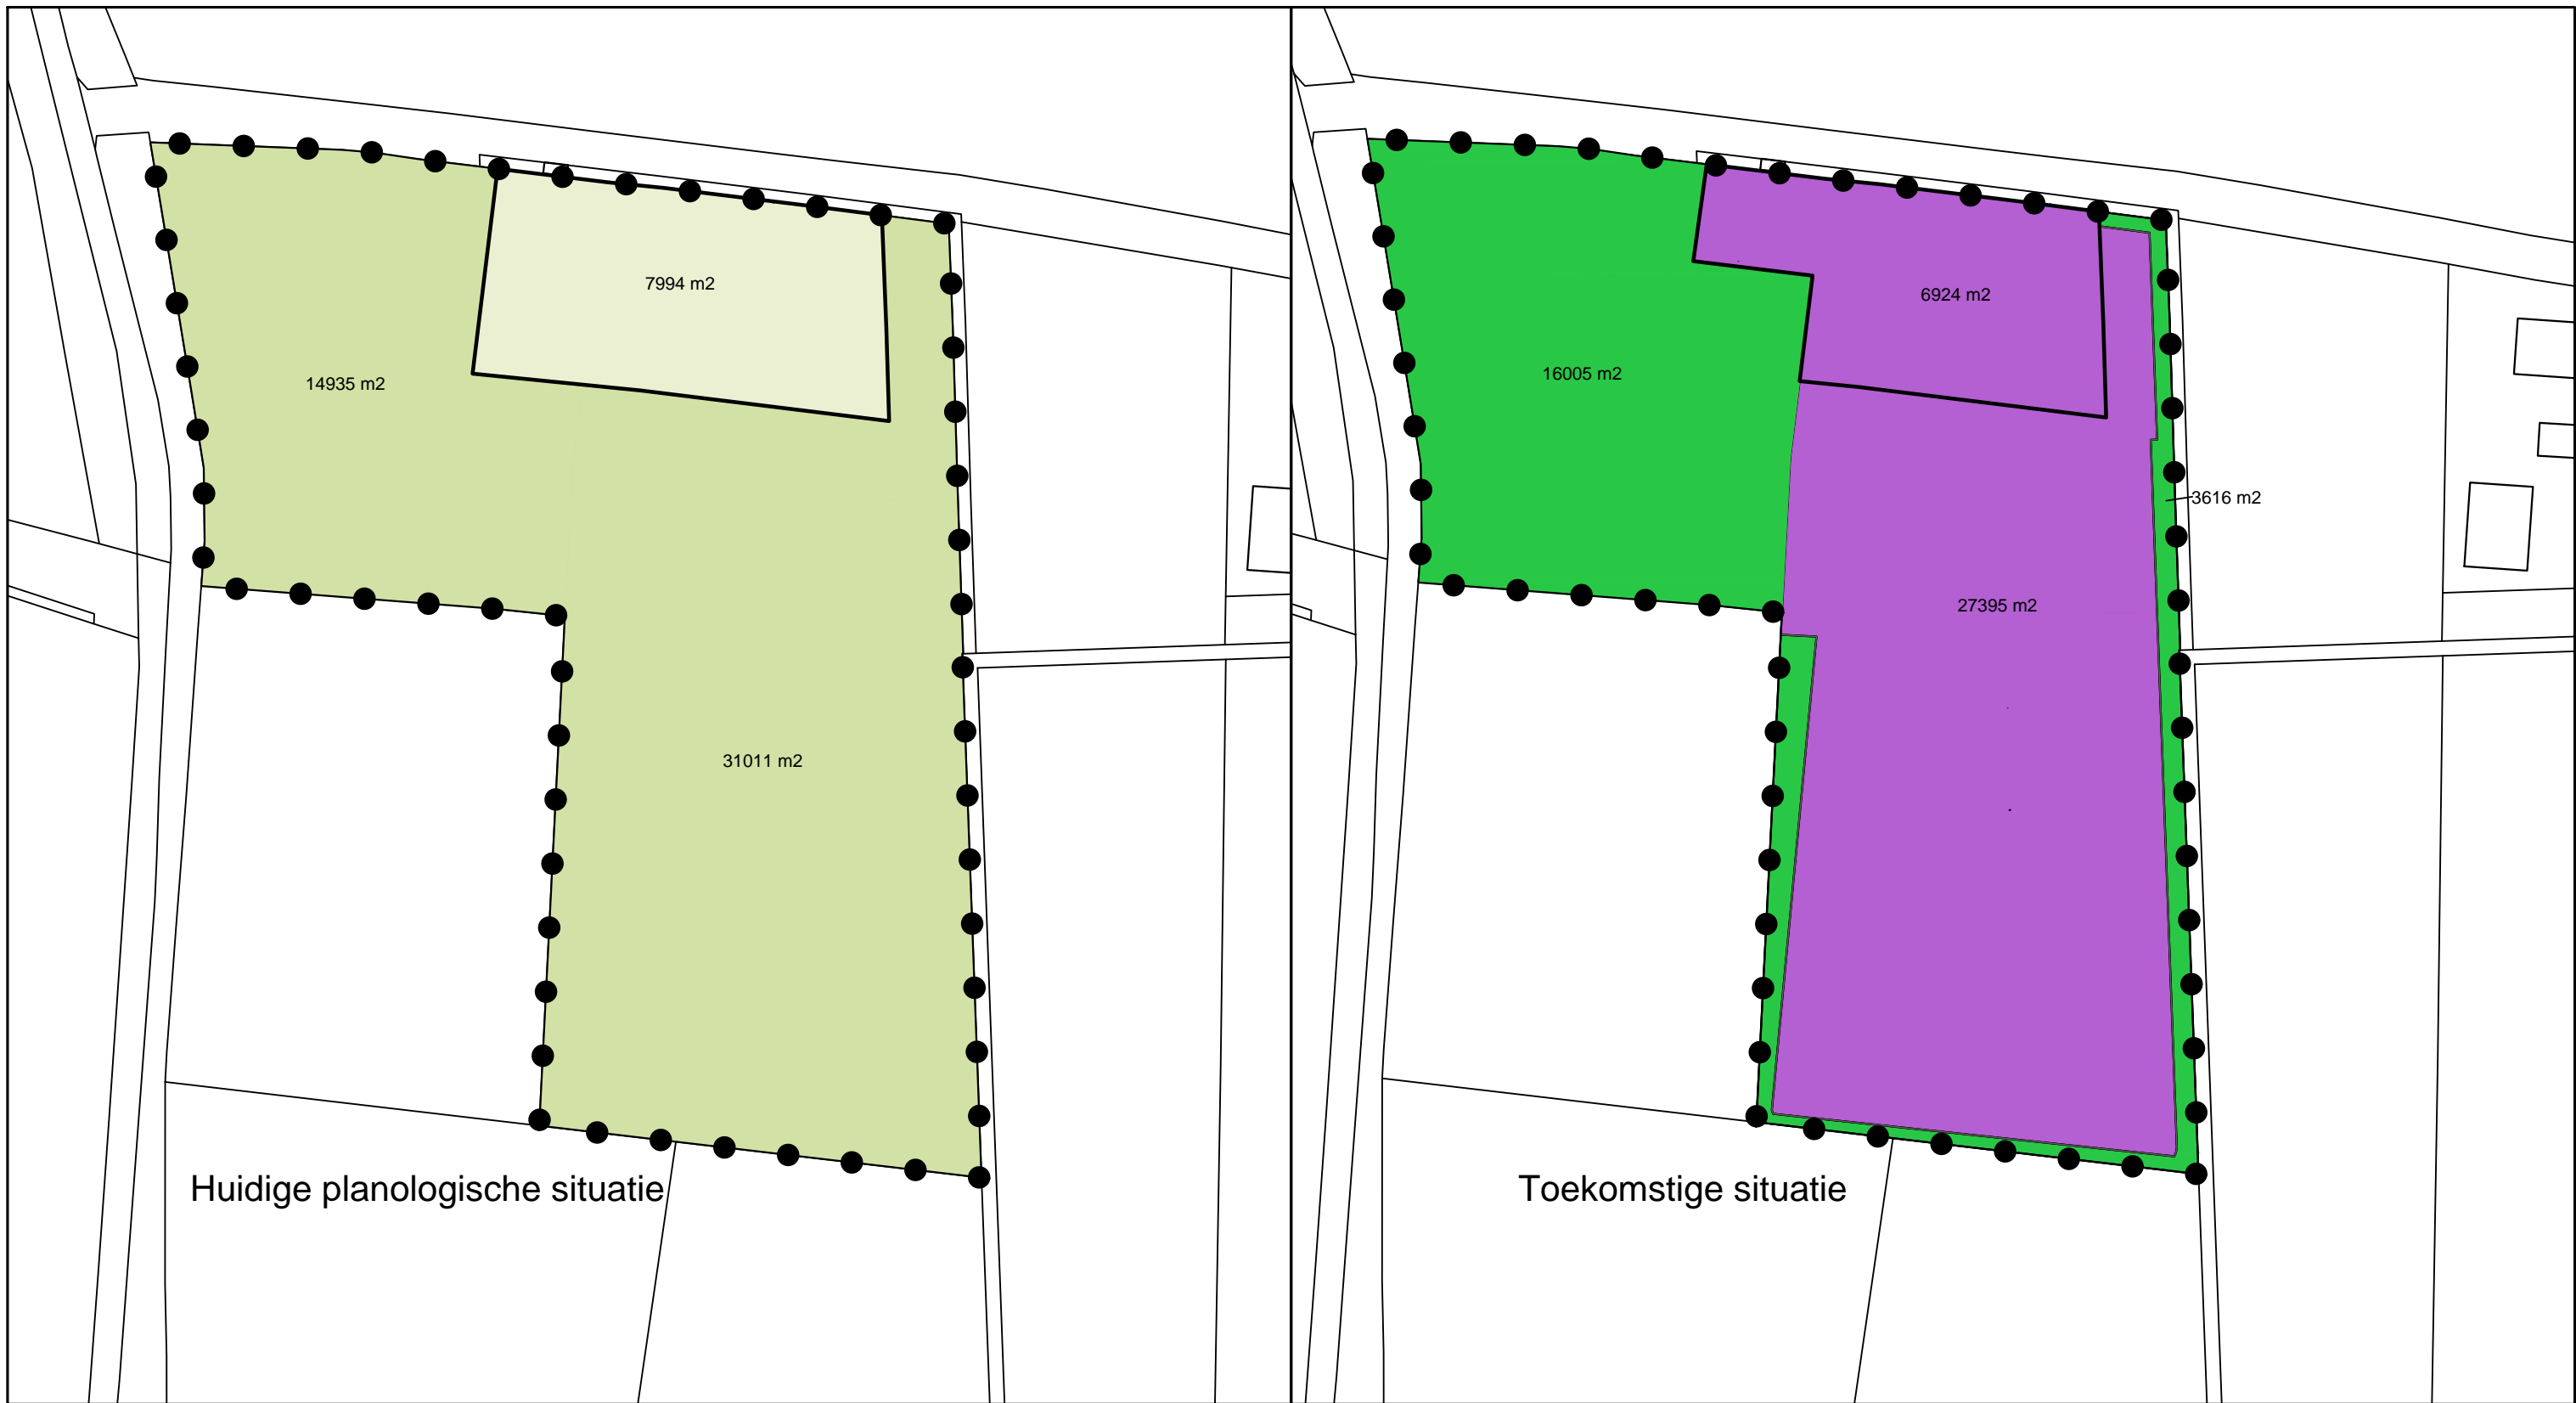 7994 m2
14935 m2
31011 m2
Huidige planologische situatie
6924 m2
16005 m2
3616 m2
27395 m2
Toekomstige situatie